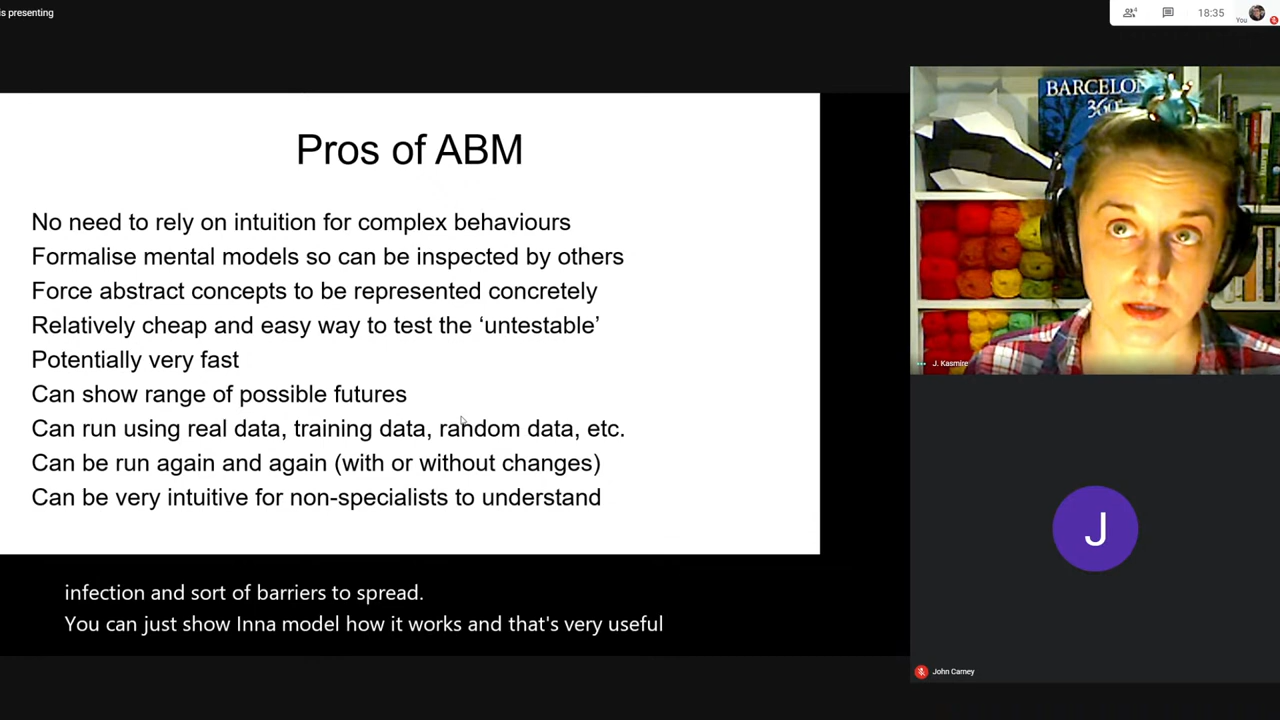 is presenting
4
18:35
You
Pros of ABM
No need to rely on intuition for complex behaviours
Formalise mental models so can be inspected by others
Force abstract concepts to be represented concretely
Relatively cheap and easy way to test the ‘untestable’
Potentially very fast
Can show range of possible futures
Can run using real data, training data, random data, etc.
Can be run again and again (with or without changes)
Can be very intuitive for non-specialists to understand
infection and sort of barriers to spread.
You can just show Inna model how it works and that's very useful
BARCELON
360°
J. Kasmire
J
John Carney